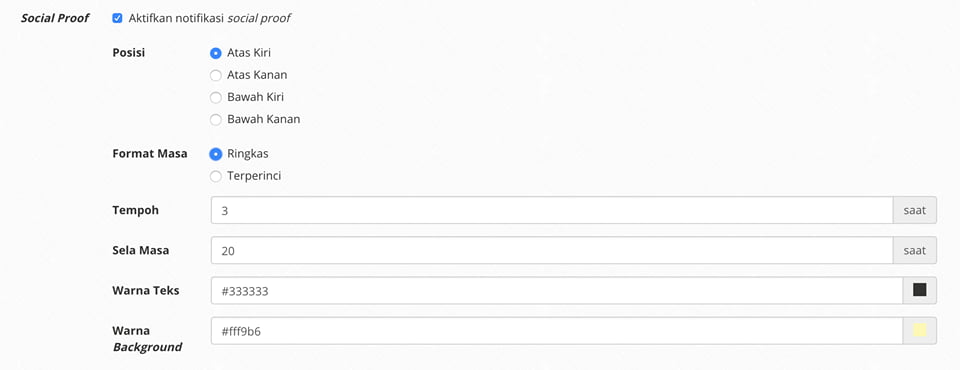 Social Proof Aktifkan notifikasi social proof
Posisi Atas Kiri
Atas Kanan
Bawah Kiri
Bawah Kanan
Format Masa Ringkas
Terperinci
Tempoh 3 saat
Sela Masa 20 saat
Warna Teks #333333
Warna #fff9b6
Background